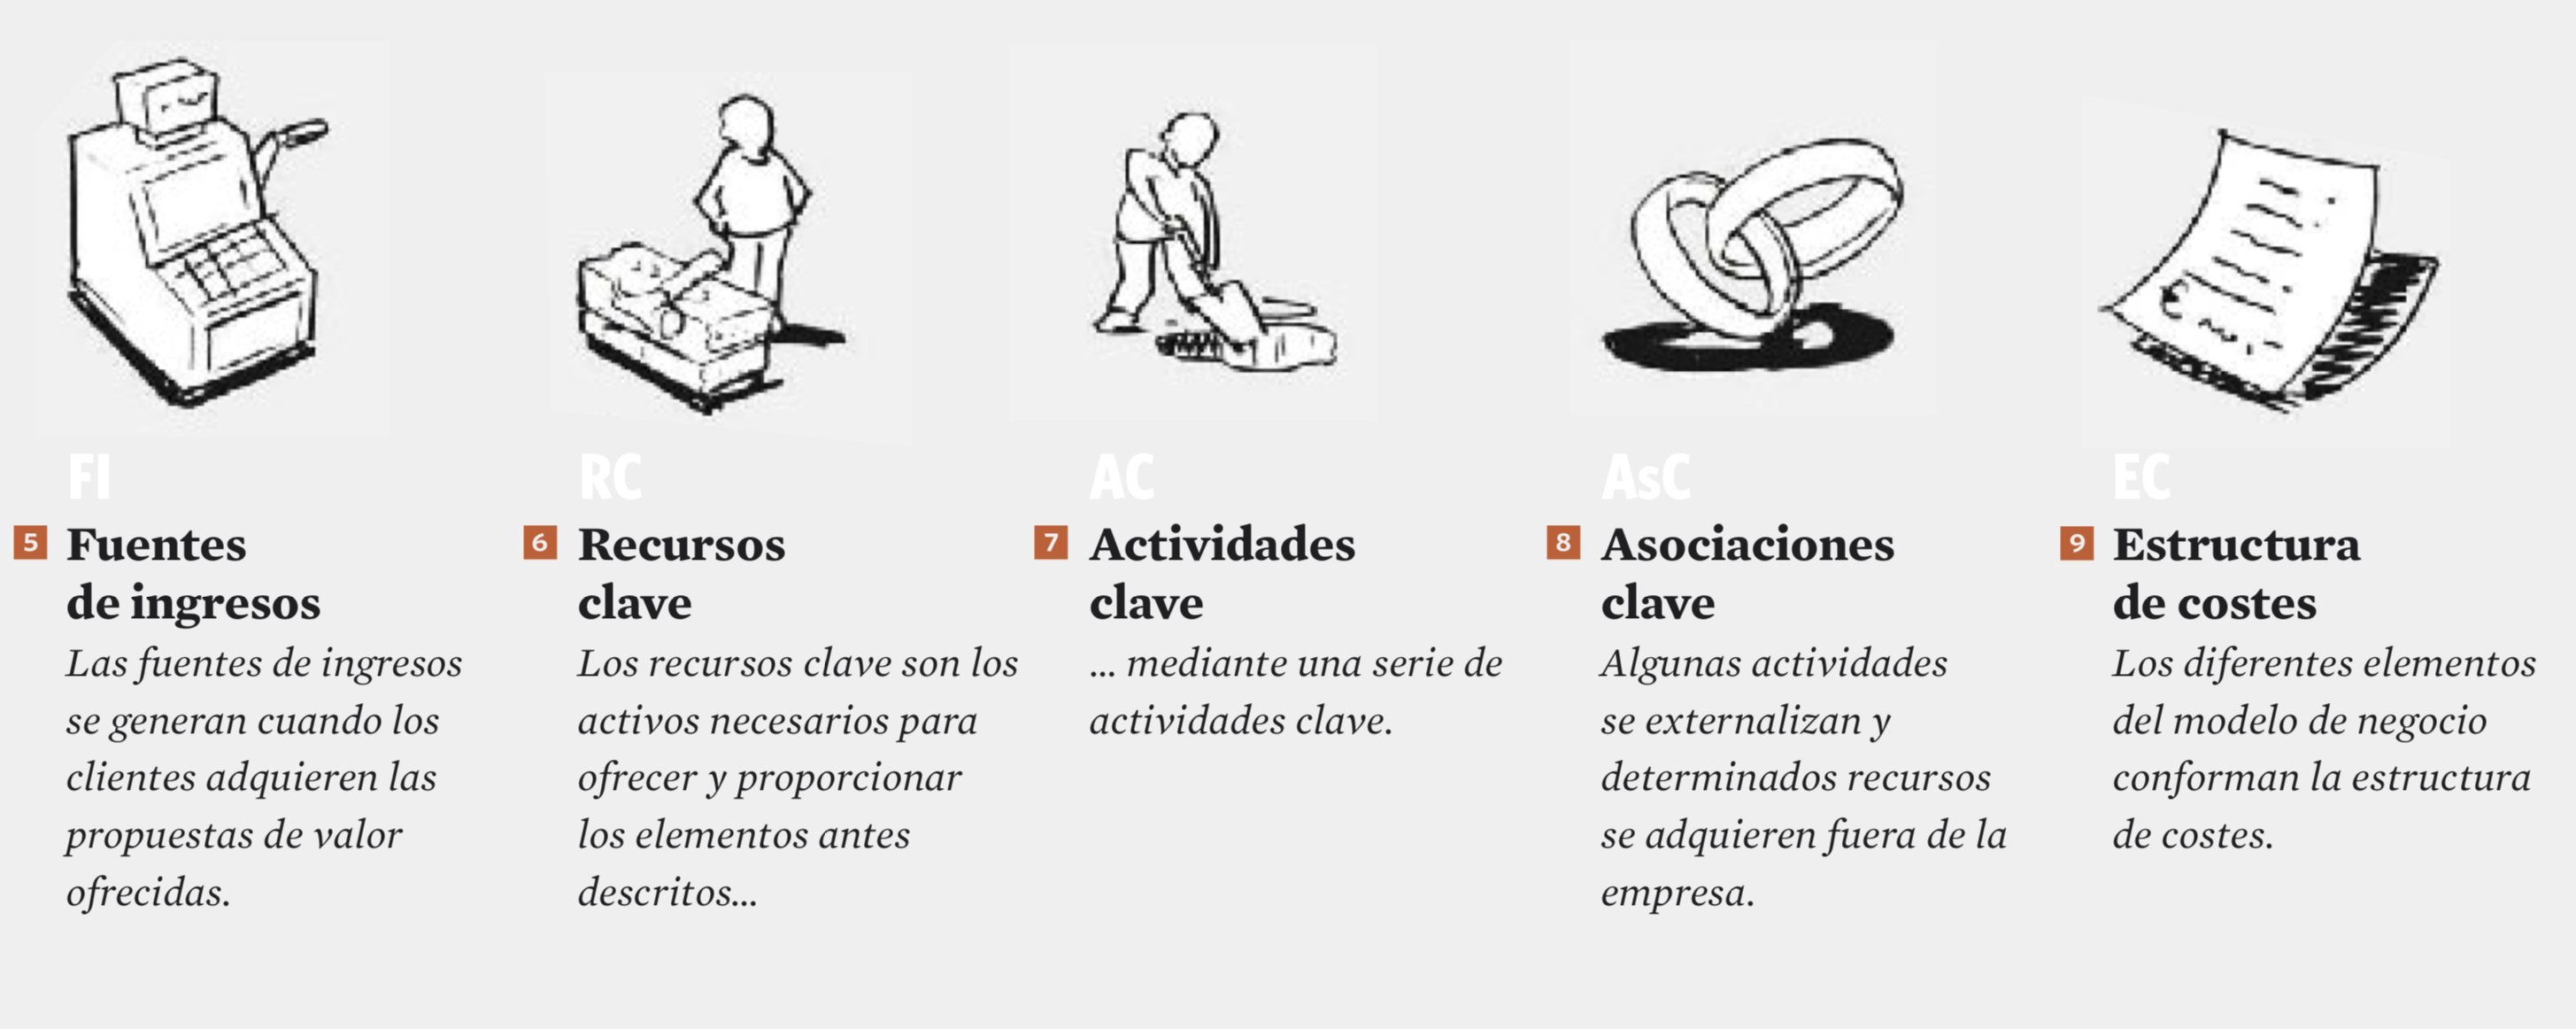 FI
5 Fuentes
de ingresos
Las fuentes de ingresos
se generan cuando los
clientes adquieren las
propuestas de valor
ofrecidas.
RC
6 Recursos
clave
Los recursos clave son los
activos necesarios para
ofrecer y proporcionar
los elementos antes
descritos...
AC
7 Actividades
clave
... mediante una serie de
actividades clave.
AsC
8 Asociaciones
clave
Algunas actividades
se externalizan y
determinados recursos
se adquieren fuera de la
empresa.
EC
9 Estructura
de costes
Los diferentes elementos
del modelo de negocio
conforman la estructura
de costes.